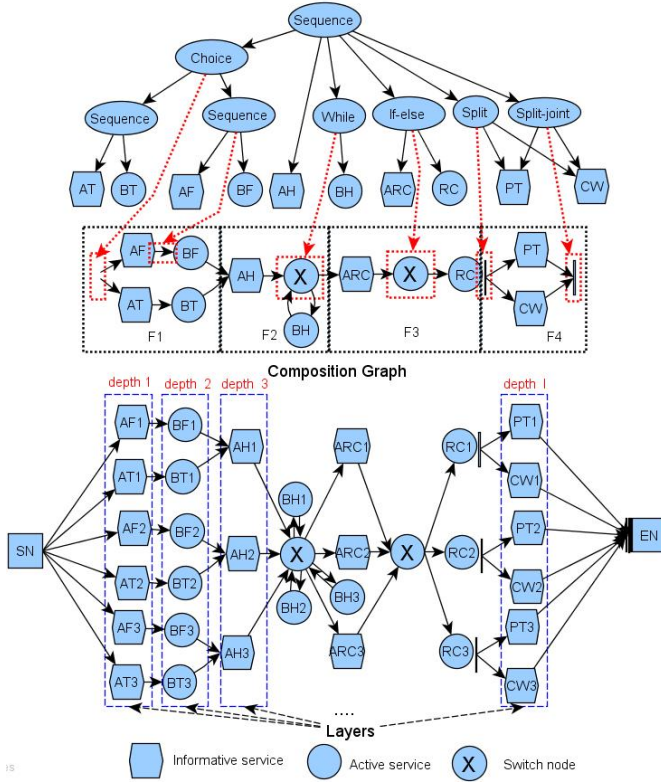 Sequence
Choice
Sequence Sequence While If-else Split Split-joint
AT BT AF BF AH BH ARC RC PT CW
AF BF AH X ARC X RC PT
AT BT BH CW
F1 F2 F3 F4
Composition Graph
depth 1 depth 2 depth 3 depth l
AF1 BF1 AH1 ARC1 RC1 PT1
AT1 BT1 BH1 CW1
SN AF2 BF2 AH2 X ARC2 X RC2 PT2 EN
AT2 BT2 BH2 BH3 CW2
AF3 BF3 AH3 ARC3 RC3 PT3
AT3 BT3 CW3
....
Layers
Informative service Active service X Switch node
IS